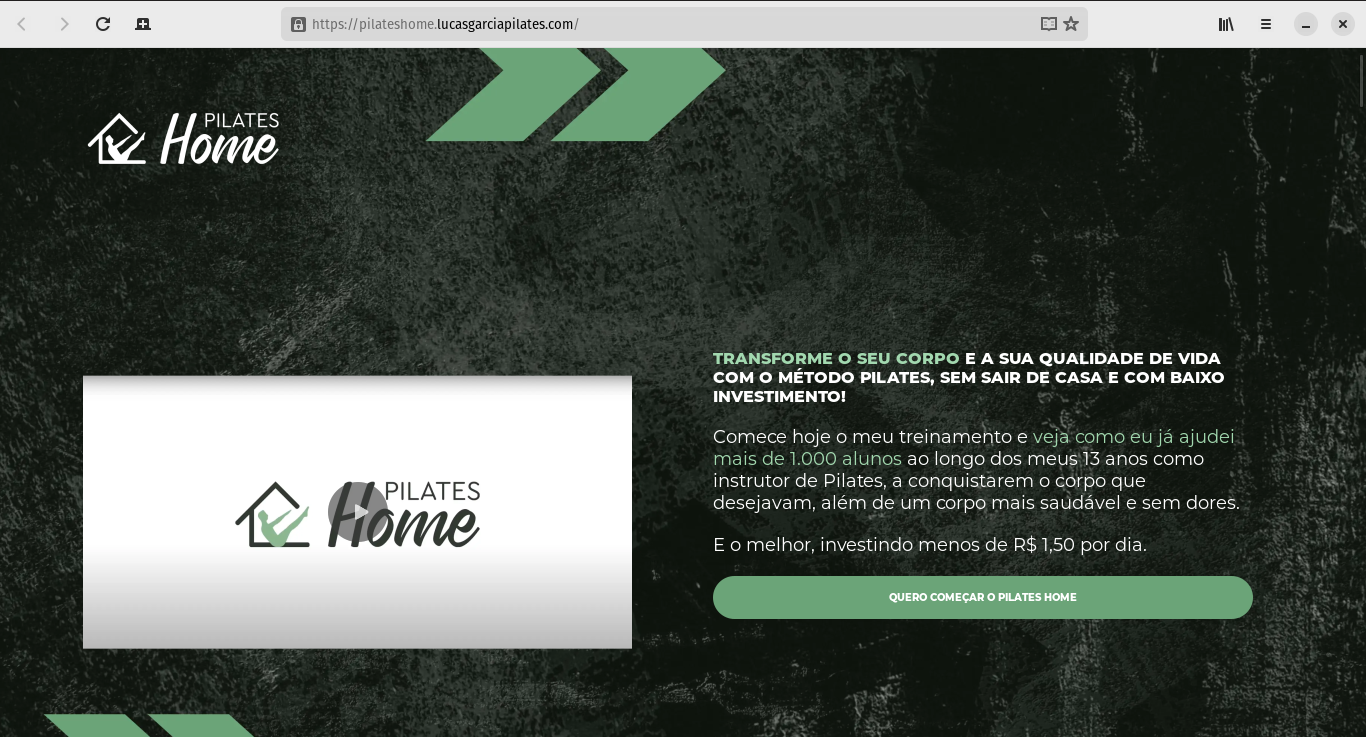 https://pilateshome.lucasgarciapilates.com/
PILATES
Home
TRANSFORME O SEU CORPO E A SUA QUALIDADE DE VIDA
COM O MÉTODO PILATES, SEM SAIR DE CASA E COM BAIXO
INVESTIMENTO!
Comece hoje o meu treinamento e veja como eu já ajudei
mais de 1.000 alunos ao longo dos meus 13 anos como
instrutor de Pilates, a conquistarem o corpo que
desejavam, além de um corpo mais saudável e sem dores.
E o melhor, investindo menos de R$ 1,50 por dia.
QUERO COMEÇAR O PILATES HOME
PILATES
Home